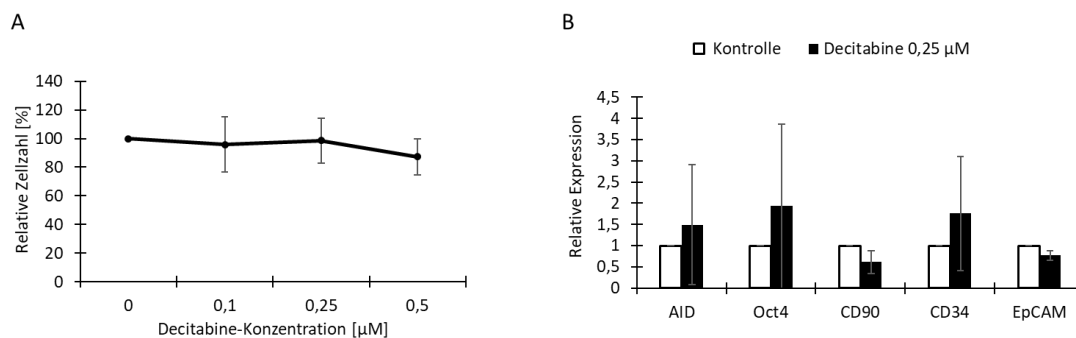 A
Relative Zellzahl [%]
140
120
100
80
60
40
20
0
0 0,1 0,25 0,5
Decitabine-Konzentration [µM]
B
Kontrolle Decitabine 0,25 µM
Relative Expression
4,5
4
3,5
3
2,5
2
1,5
1
0,5
0
AID Oct4 CD90 CD34 EpCAM